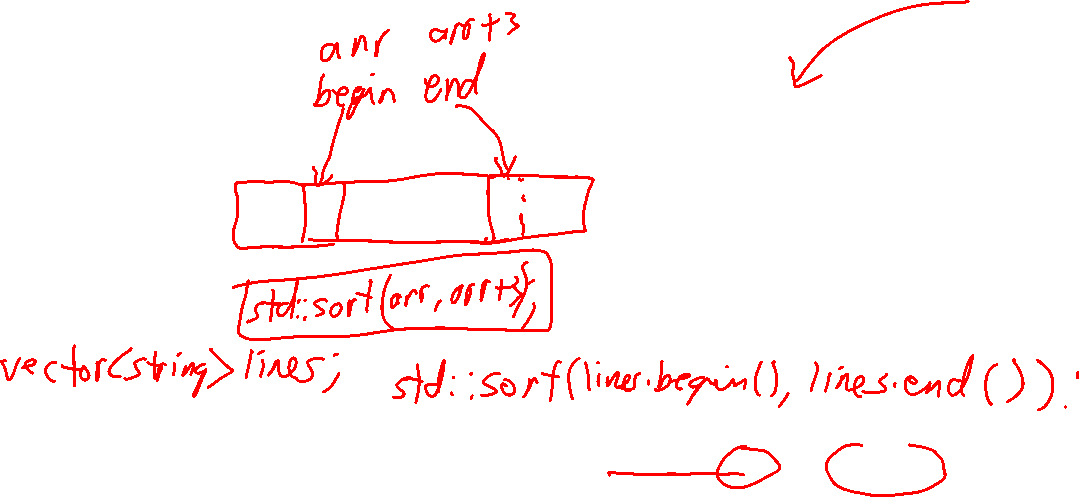 arr arr+3
begin end
std::sort(arr, arr+3);
vector<string> lines;
std::sort(lines.begin(), lines.end());